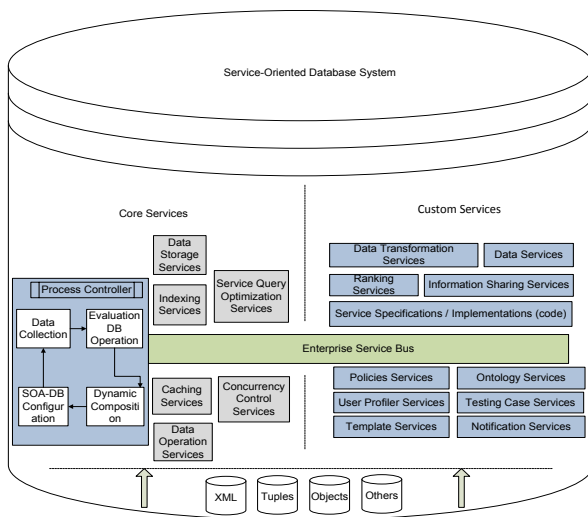 Service-Oriented Database System
Core Services
Custom Services
Data
Storage
Services
Indexing
Services
Service Query
Optimization
Services
Data Transformation
Services
Data Services
Ranking
Services
Information Sharing Services
Service Specifications / Implementations (code)
Process Controller
Data
Collection
Evaluation
DB
Operation
SOA-DB
Configur
ation
Dynamic
Composit
ion
Enterprise Service Bus
Caching
Services
Concurrency
Control
Services
Data
Operation
Services
Policies Services
Ontology Services
User Profiler Services
Testing Case Services
Template Services
Notification Services
XML
Tuples
Objects
Others